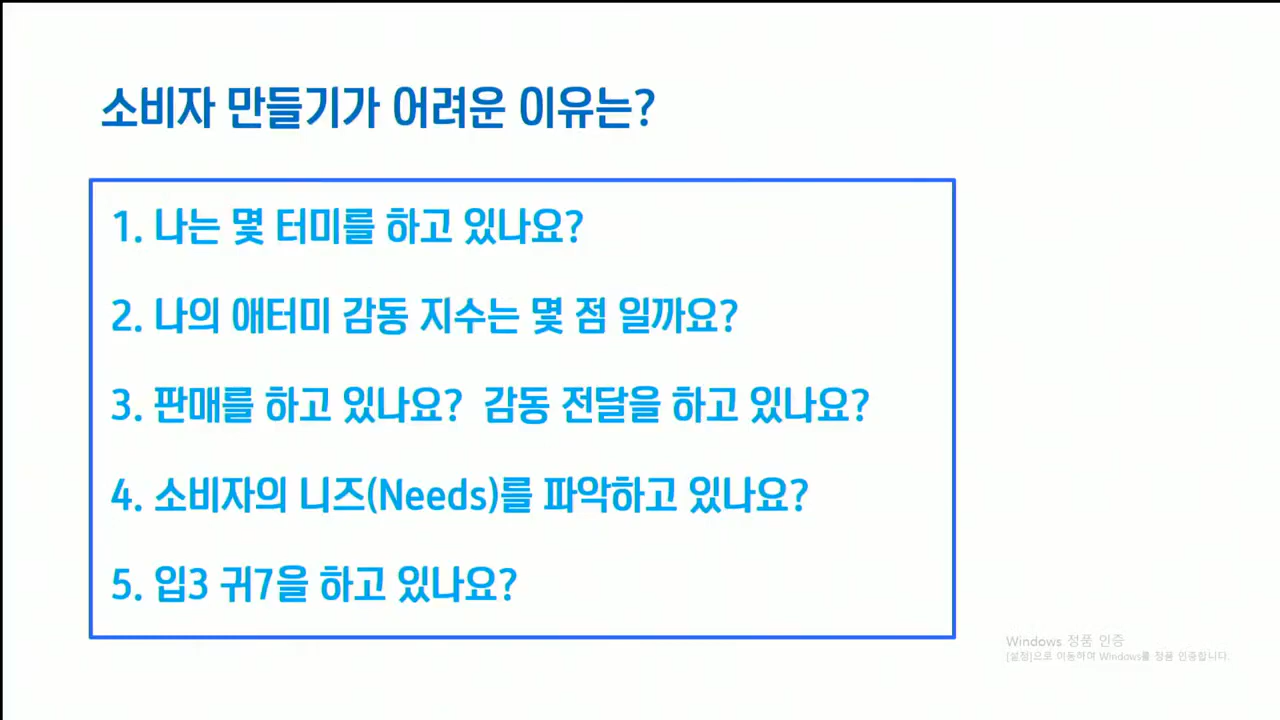 소비자 만들기가 어려운 이유는?
1. 나는 몇 터미를 하고 있나요?
2. 나의 애터미 감동 지수는 몇 점 일까요?
3. 판매를 하고 있나요? 감동 전달을 하고 있나요?
4. 소비자의 니즈(Needs)를 파악하고 있나요?
5. 입3 귀7을 하고 있나요?
Windows 정품 인증
[설정]으로 이동하여 Windows를 정품 인증합니다.